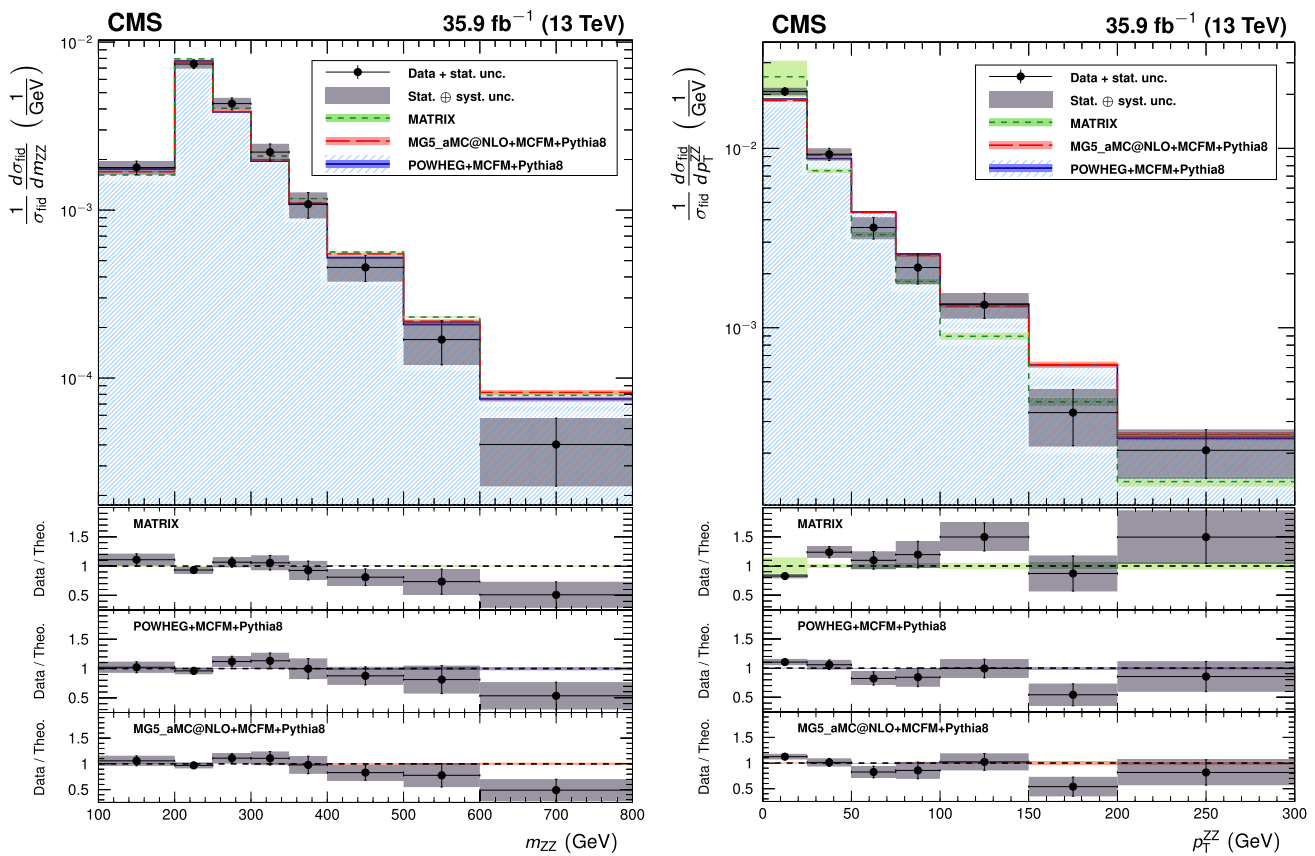 CMS 35.9 fb⁻¹ (13 TeV)
1/σ_fid dσ_fid/dm_ZZ (1/GeV)
10⁻²
10⁻³
10⁻⁴
Data + stat. unc.
Stat. ⊕ syst. unc.
MATRIX
MG5_aMC@NLO+MCFM+Pythia8
POWHEG+MCFM+Pythia8
MATRIX
Data / Theo.
1.5
1
0.5
POWHEG+MCFM+Pythia8
Data / Theo.
1.5
1
0.5
MG5_aMC@NLO+MCFM+Pythia8
Data / Theo.
1.5
1
0.5
100 200 300 400 500 600 700 800
m_ZZ (GeV)
CMS 35.9 fb⁻¹ (13 TeV)
1/σ_fid dσ_fid/dp_T^ZZ (1/GeV)
10⁻²
10⁻³
Data + stat. unc.
Stat. ⊕ syst. unc.
MATRIX
MG5_aMC@NLO+MCFM+Pythia8
POWHEG+MCFM+Pythia8
MATRIX
Data / Theo.
1.5
1
0.5
POWHEG+MCFM+Pythia8
Data / Theo.
1.5
1
0.5
MG5_aMC@NLO+MCFM+Pythia8
Data / Theo.
1.5
1
0.5
0 50 100 150 200 250 300
p_T^ZZ (GeV)